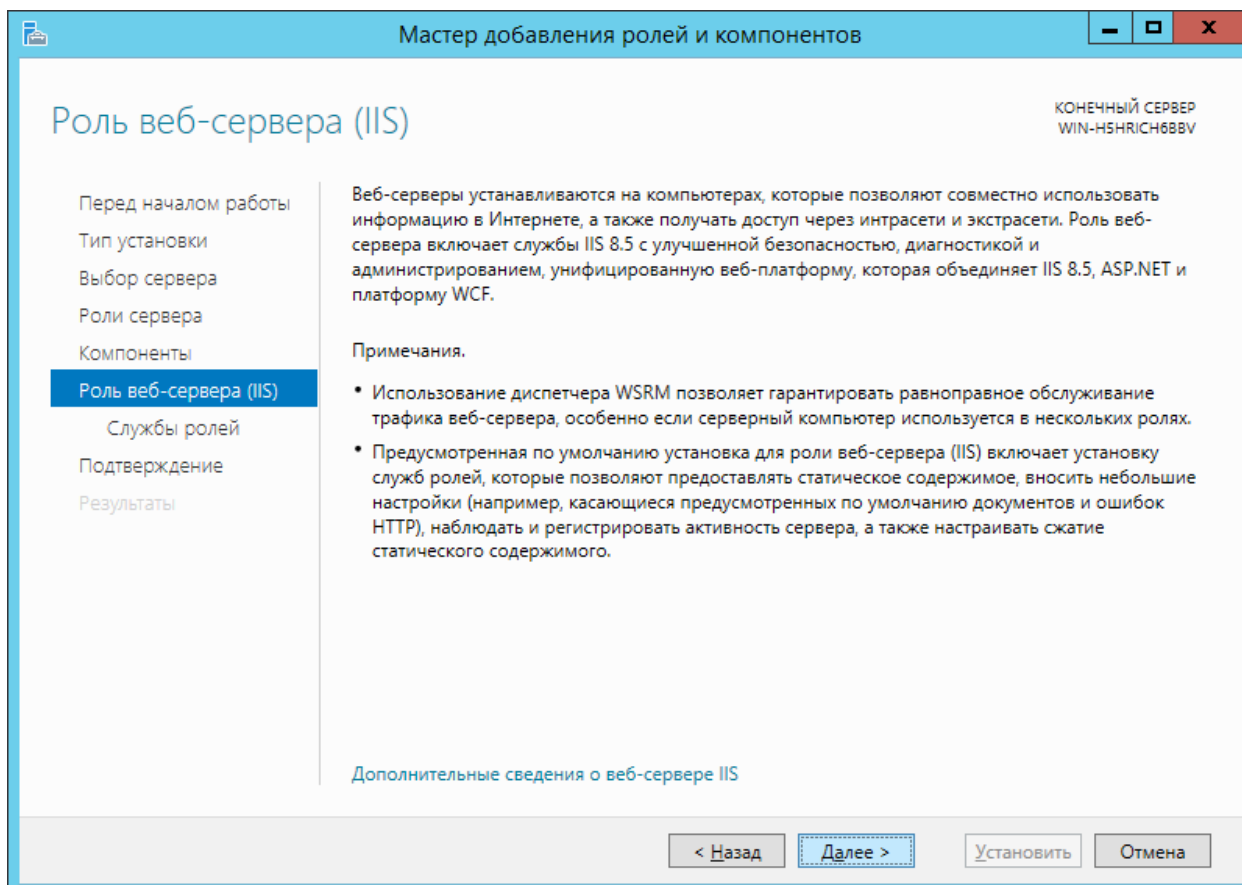 Мастер добавления ролей и компонентов
Роль веб-сервера (IIS)
КОНЕЧНЫЙ СЕРВЕР
WIN-H5HRICH6BBV
Перед началом работы
Тип установки
Выбор сервера
Роли сервера
Компоненты
Роль веб-сервера (IIS)
Службы ролей
Подтверждение
Результаты
Веб-серверы устанавливаются на компьютерах, которые позволяют совместно использовать
информацию в Интернете, а также получать доступ через интрасети и экстрасети. Роль веб-
сервера включает службы IIS 8.5 с улучшенной безопасностью, диагностикой и
администрированием, унифицированную веб-платформу, которая объединяет IIS 8.5, ASP.NET и
платформу WCF.
Примечания.
• Использование диспетчера WSRM позволяет гарантировать равноправное обслуживание
трафика веб-сервера, особенно если серверный компьютер используется в нескольких ролях.
• Предусмотренная по умолчанию установка для роли веб-сервера (IIS) включает установку
служб ролей, которые позволяют предоставлять статическое содержимое, вносить небольшие
настройки (например, касающиеся предусмотренных по умолчанию документов и ошибок
HTTP), наблюдать и регистрировать активность сервера, а также настраивать сжатие
статического содержимого.
Дополнительные сведения о веб-сервере IIS
< Назад
Далее >
Установить
Отмена